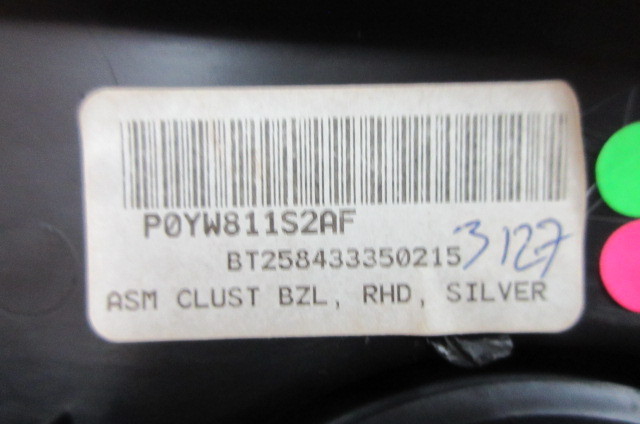 P0YW811S2AF
BT258433350215 3127
ASM CLUST BZL, RHD, SILVER